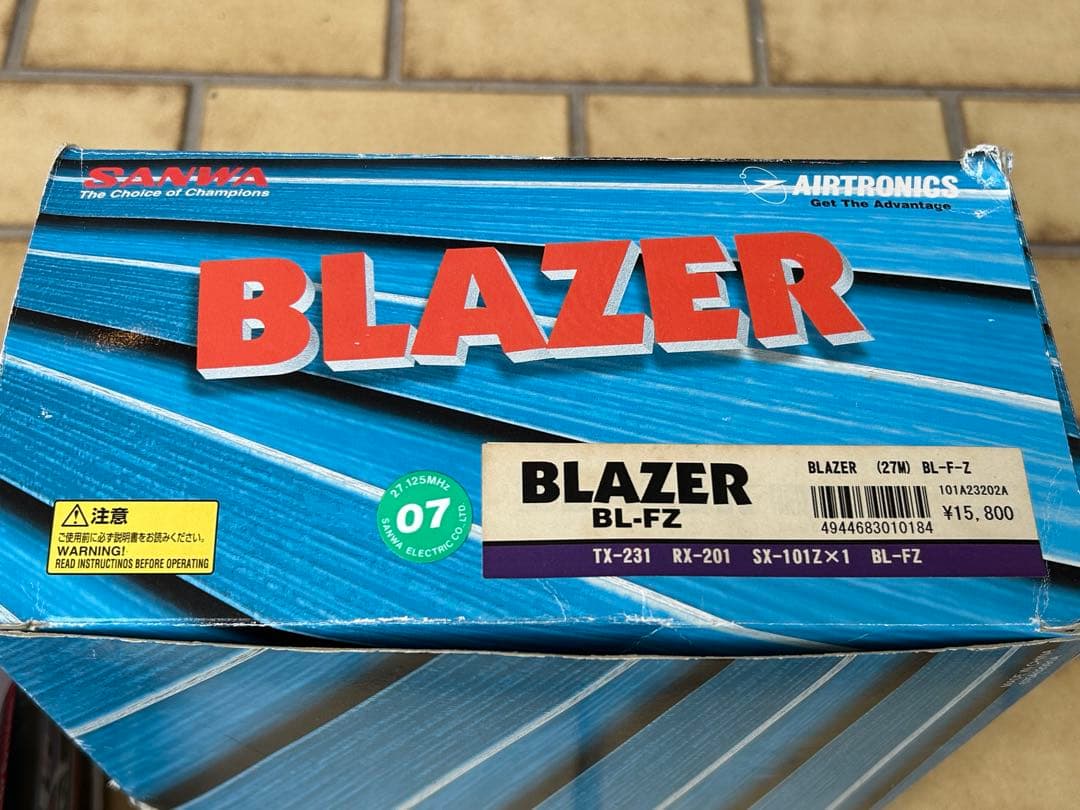 SANWA
The Choice of Champions
AIRTRONICS
Get The Advantage
BLAZER
BLAZER
BL-FZ
BLAZER (27M) BL-F-Z
101A23202A
4944683010184
¥15,800
TX-231 RX-201 SX-101Z×1 BL-FZ
27.125MHz
07
SANWA ELECTRIC CO., LTD.
注意
ご使用前に必ず説明書をお読みください。
WARNING!
READ INSTRUCTINOS BEFORE OPERATING
MADE IN CHINA